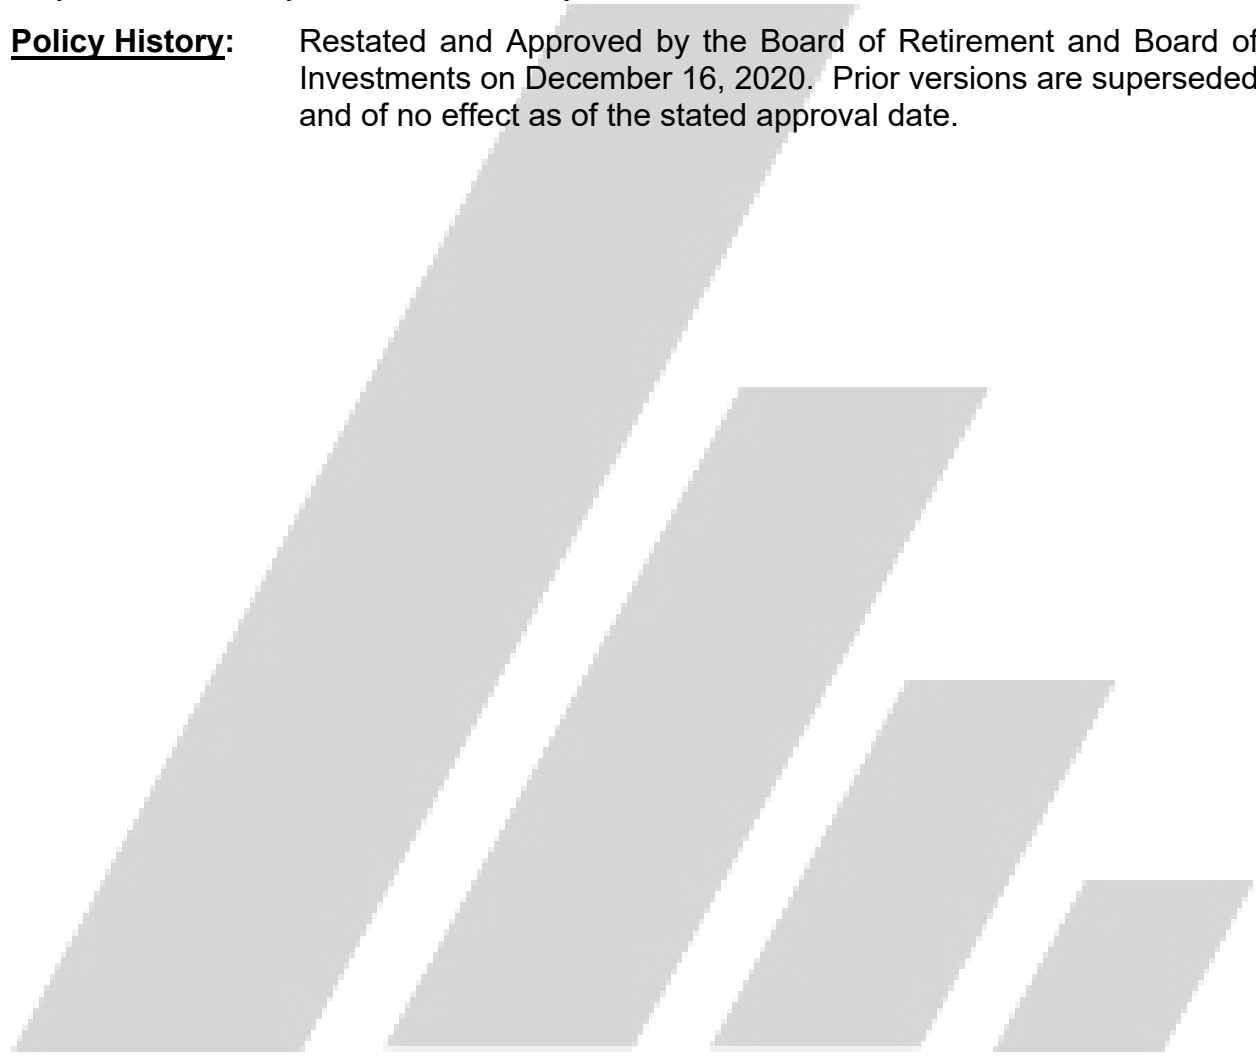 Policy History: Restated and Approved by the Board of Retirement and Board of
Investments on December 16, 2020. Prior versions are superseded
and of no effect as of the stated approval date.